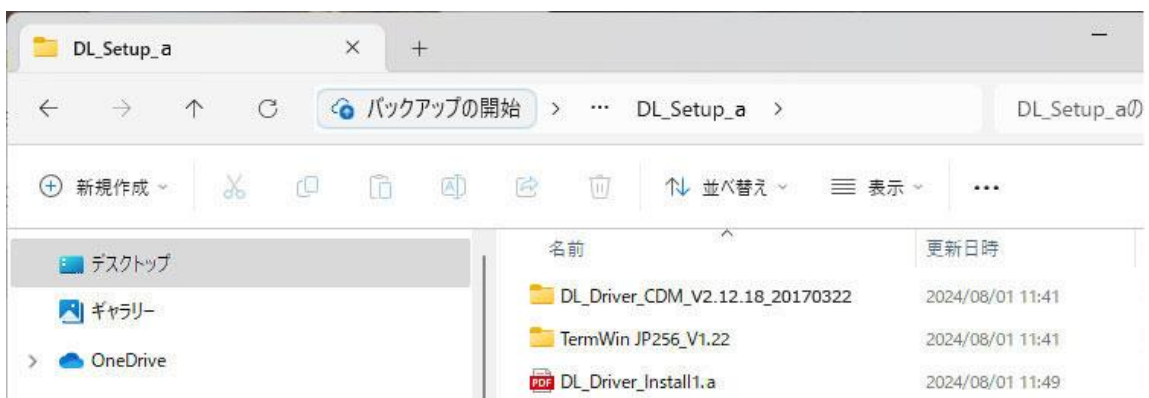 DL_Setup_a
バックアップの開始 > … DL_Setup_a >
DL_Setup_aの
新規作成
並べ替え
表示
…
デスクトップ
ギャラリー
OneDrive
名前 更新日時
DL_Driver_CDM_V2.12.18_20170322 2024/08/01 11:41
TermWin JP256_V1.22 2024/08/01 11:41
PDF DL_Driver_Install1.a 2024/08/01 11:49